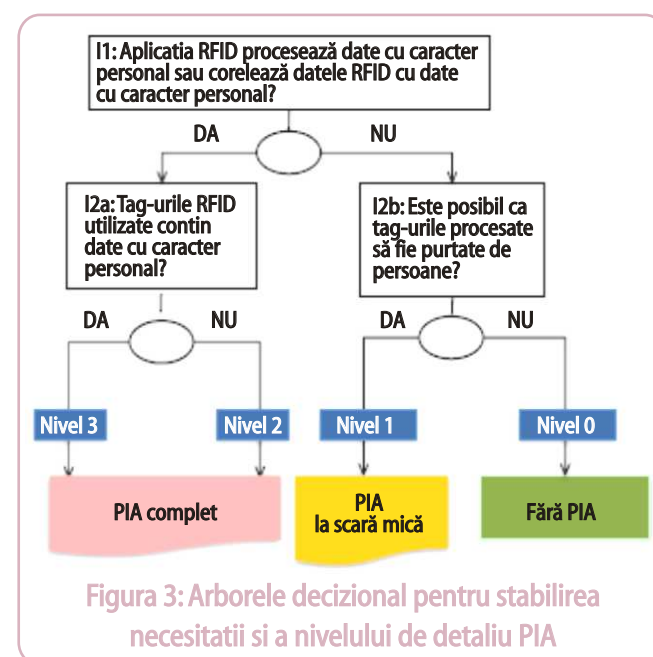 I1: Aplicatia RFID procesează date cu caracter
personal sau corelează datele RFID cu date
cu caracter personal?
DA
NU
I2a: Tag-urile RFID
utilizate contin
date cu caracter
personal?
I2b: Este posibil ca
tag-urile procesate
să fie purtate de
persoane?
DA
NU
DA
NU
Nivel 3
Nivel 2
Nivel 1
Nivel 0
PIA complet
PIA
la scară mică
Fără PIA
Figura 3: Arborele decizional pentru stabilirea
necesitatii si a nivelului de detaliu PIA